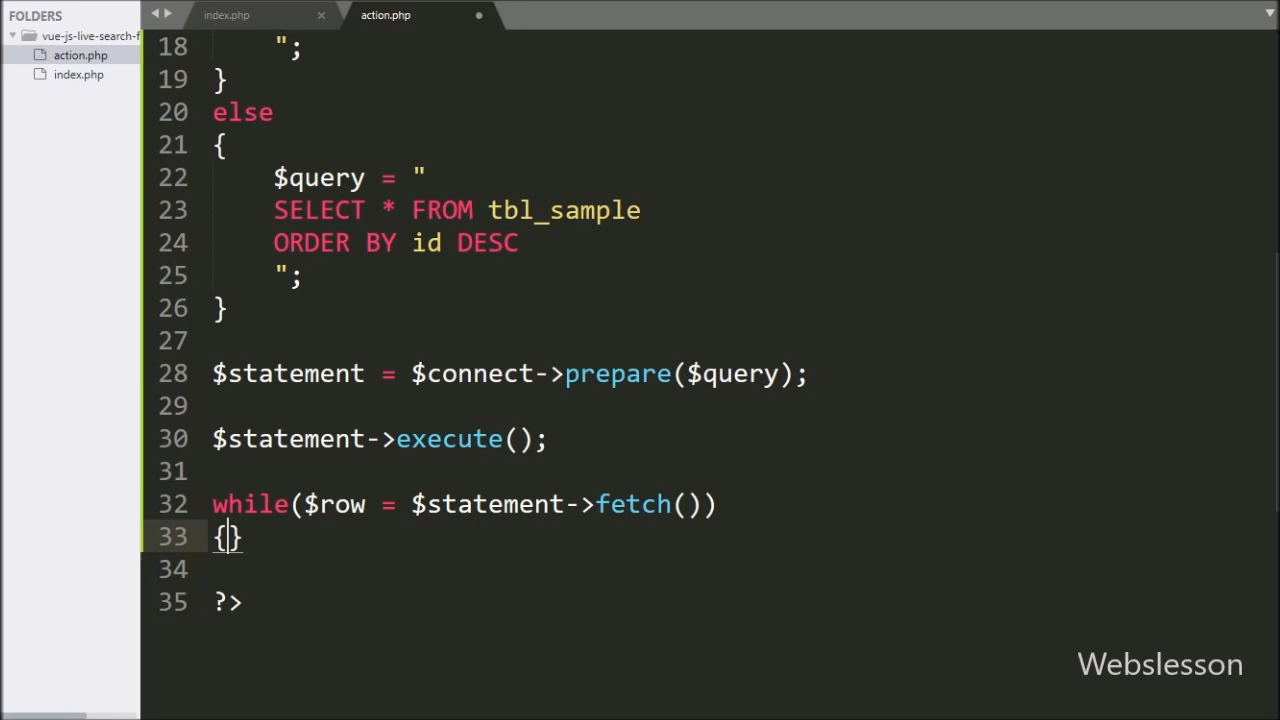 FOLDERS
vue-js-live-search-f
action.php
index.php
index.php
action.php
18 ";
19 }
20 else
21 {
22 $query = "
23 SELECT * FROM tbl_sample
24 ORDER BY id DESC
25 ";
26 }
27
28 $statement = $connect->prepare($query);
29
30 $statement->execute();
31
32 while($row = $statement->fetch())
33 {}
34
35 ?>
Webslesson